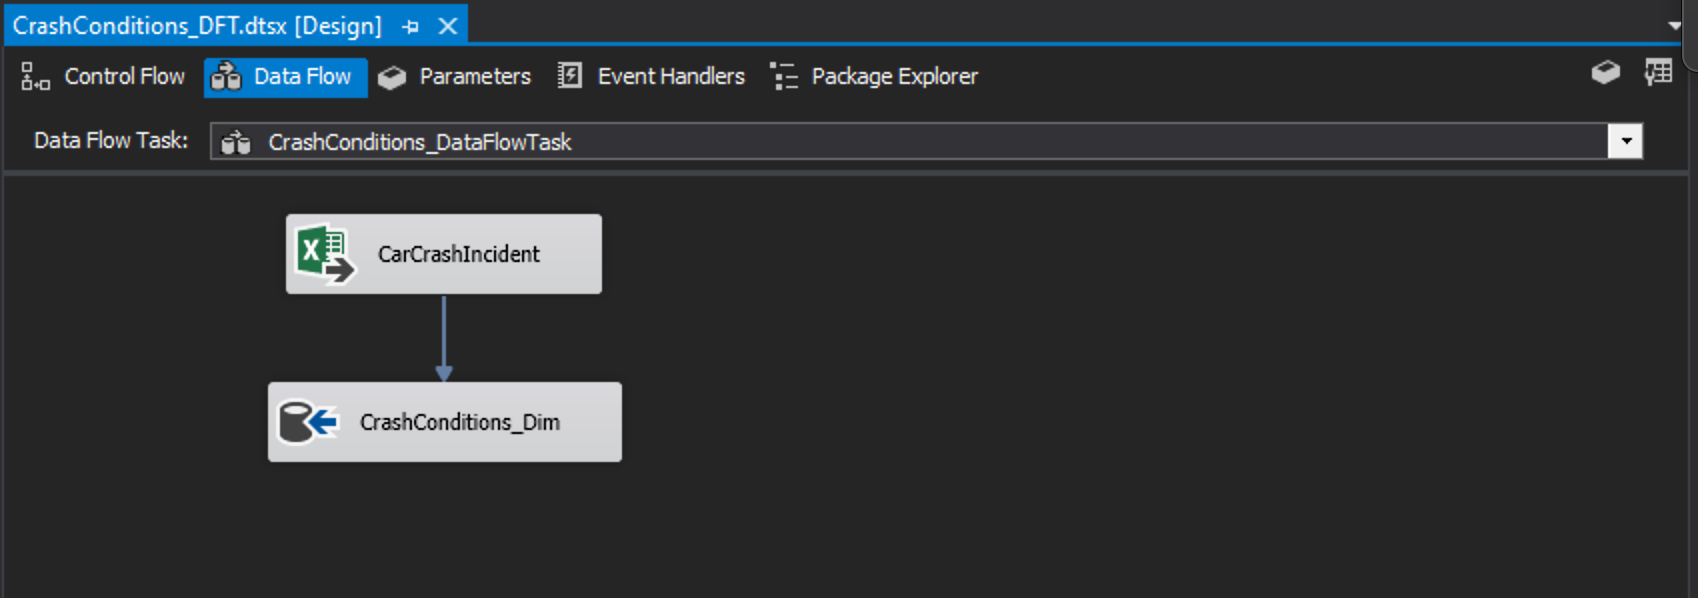 CrashConditions_DFT.dtsx [Design]
Control Flow Data Flow Parameters Event Handlers Package Explorer
Data Flow Task: CrashConditions_DataFlowTask
X CarCrashIncident
CrashConditions_Dim